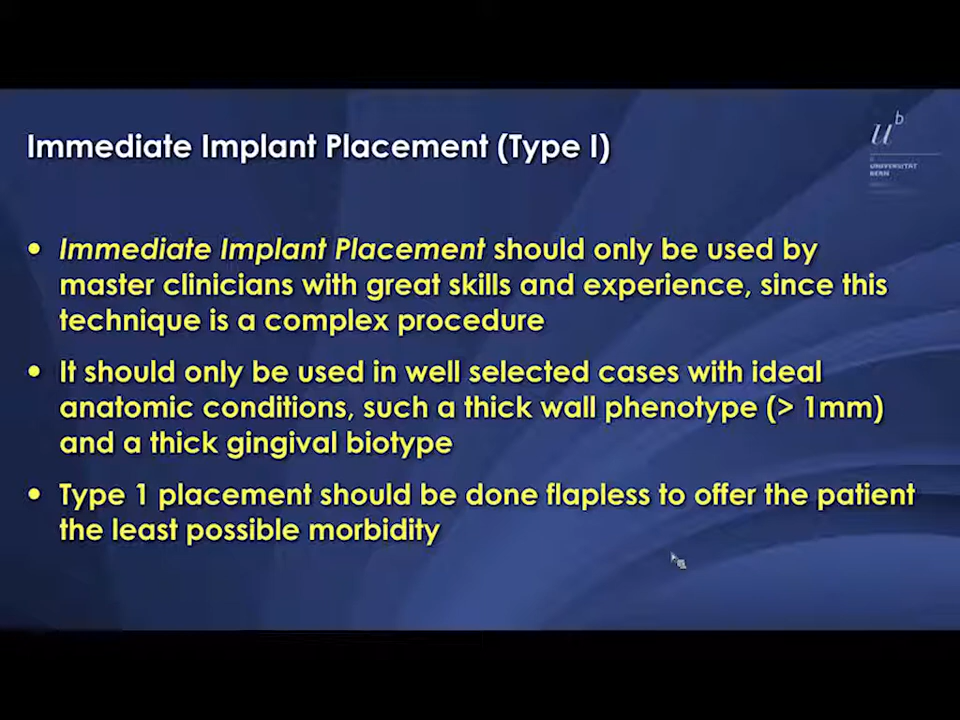 Immediate Implant Placement (Type I)
u^b
UNIVERSITÄT
BERN
• Immediate Implant Placement should only be used by
master clinicians with great skills and experience, since this
technique is a complex procedure
• It should only be used in well selected cases with ideal
anatomic conditions, such a thick wall phenotype (> 1mm)
and a thick gingival biotype
• Type 1 placement should be done flapless to offer the patient
the least possible morbidity